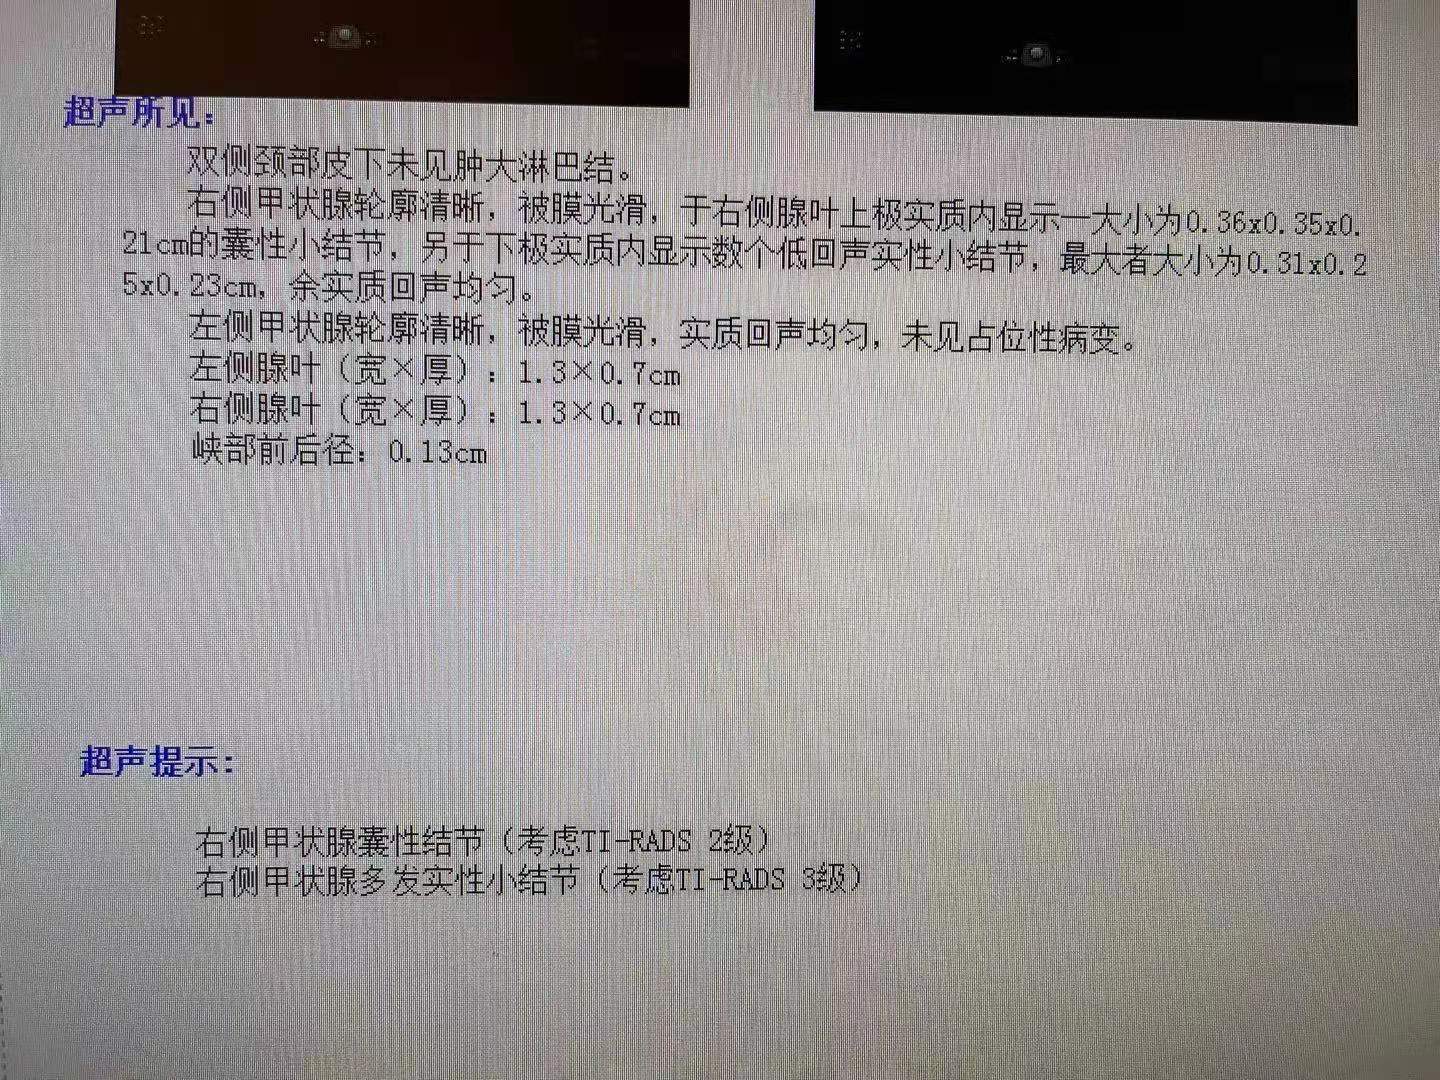 超声所见：
双侧颈部皮下未见肿大淋巴结。
右侧甲状腺轮廓清晰，被膜光滑，于右侧腺叶上极实质内显示一大小为0.36x0.35x0.
21cm的囊性小结节，另于下极实质内显示数个低回声实性小结节，最大者大小为0.31x0.2
5x0.23cm，余实质回声均匀。
左侧甲状腺轮廓清晰，被膜光滑，实质回声均匀，未见占位性病变。
左侧腺叶（宽×厚）：1.3×0.7cm
右侧腺叶（宽×厚）：1.3×0.7cm
峡部前后径：0.13cm
超声提示：
右侧甲状腺囊性结节（考虑TI-RADS 2级）
右侧甲状腺多发实性小结节（考虑TI-RADS 3级）